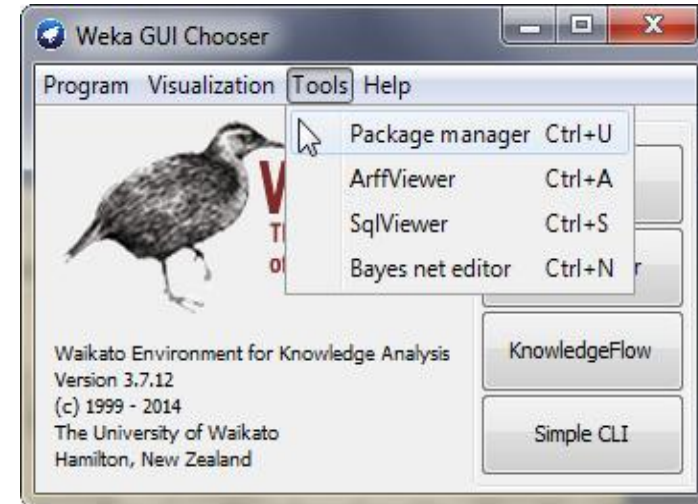 Weka GUI Chooser
Program Visualization Tools Help
Package manager Ctrl+U
ArffViewer Ctrl+A
SqlViewer Ctrl+S
Bayes net editor Ctrl+N
KnowledgeFlow
Simple CLI
Waikato Environment for Knowledge Analysis
Version 3.7.12
(c) 1999 - 2014
The University of Waikato
Hamilton, New Zealand